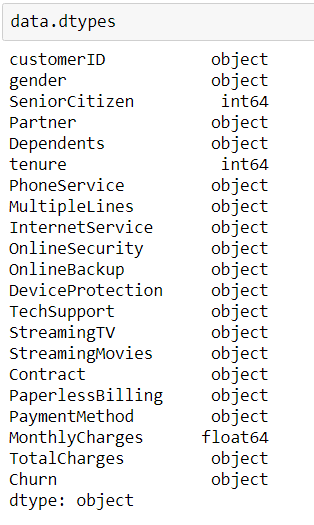 data.dtypes
customerID object
gender object
SeniorCitizen int64
Partner object
Dependents object
tenure int64
PhoneService object
MultipleLines object
InternetService object
OnlineSecurity object
OnlineBackup object
DeviceProtection object
TechSupport object
StreamingTV object
StreamingMovies object
Contract object
PaperlessBilling object
PaymentMethod object
MonthlyCharges float64
TotalCharges object
Churn object
dtype: object